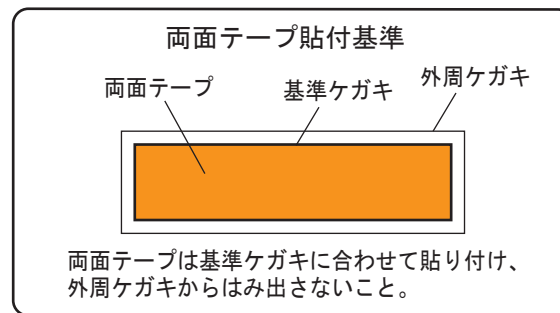 両面テープ貼付基準
両面テープ
基準ケガキ
外周ケガキ
両面テープは基準ケガキに合わせて貼り付け、
外周ケガキからはみ出さないこと。